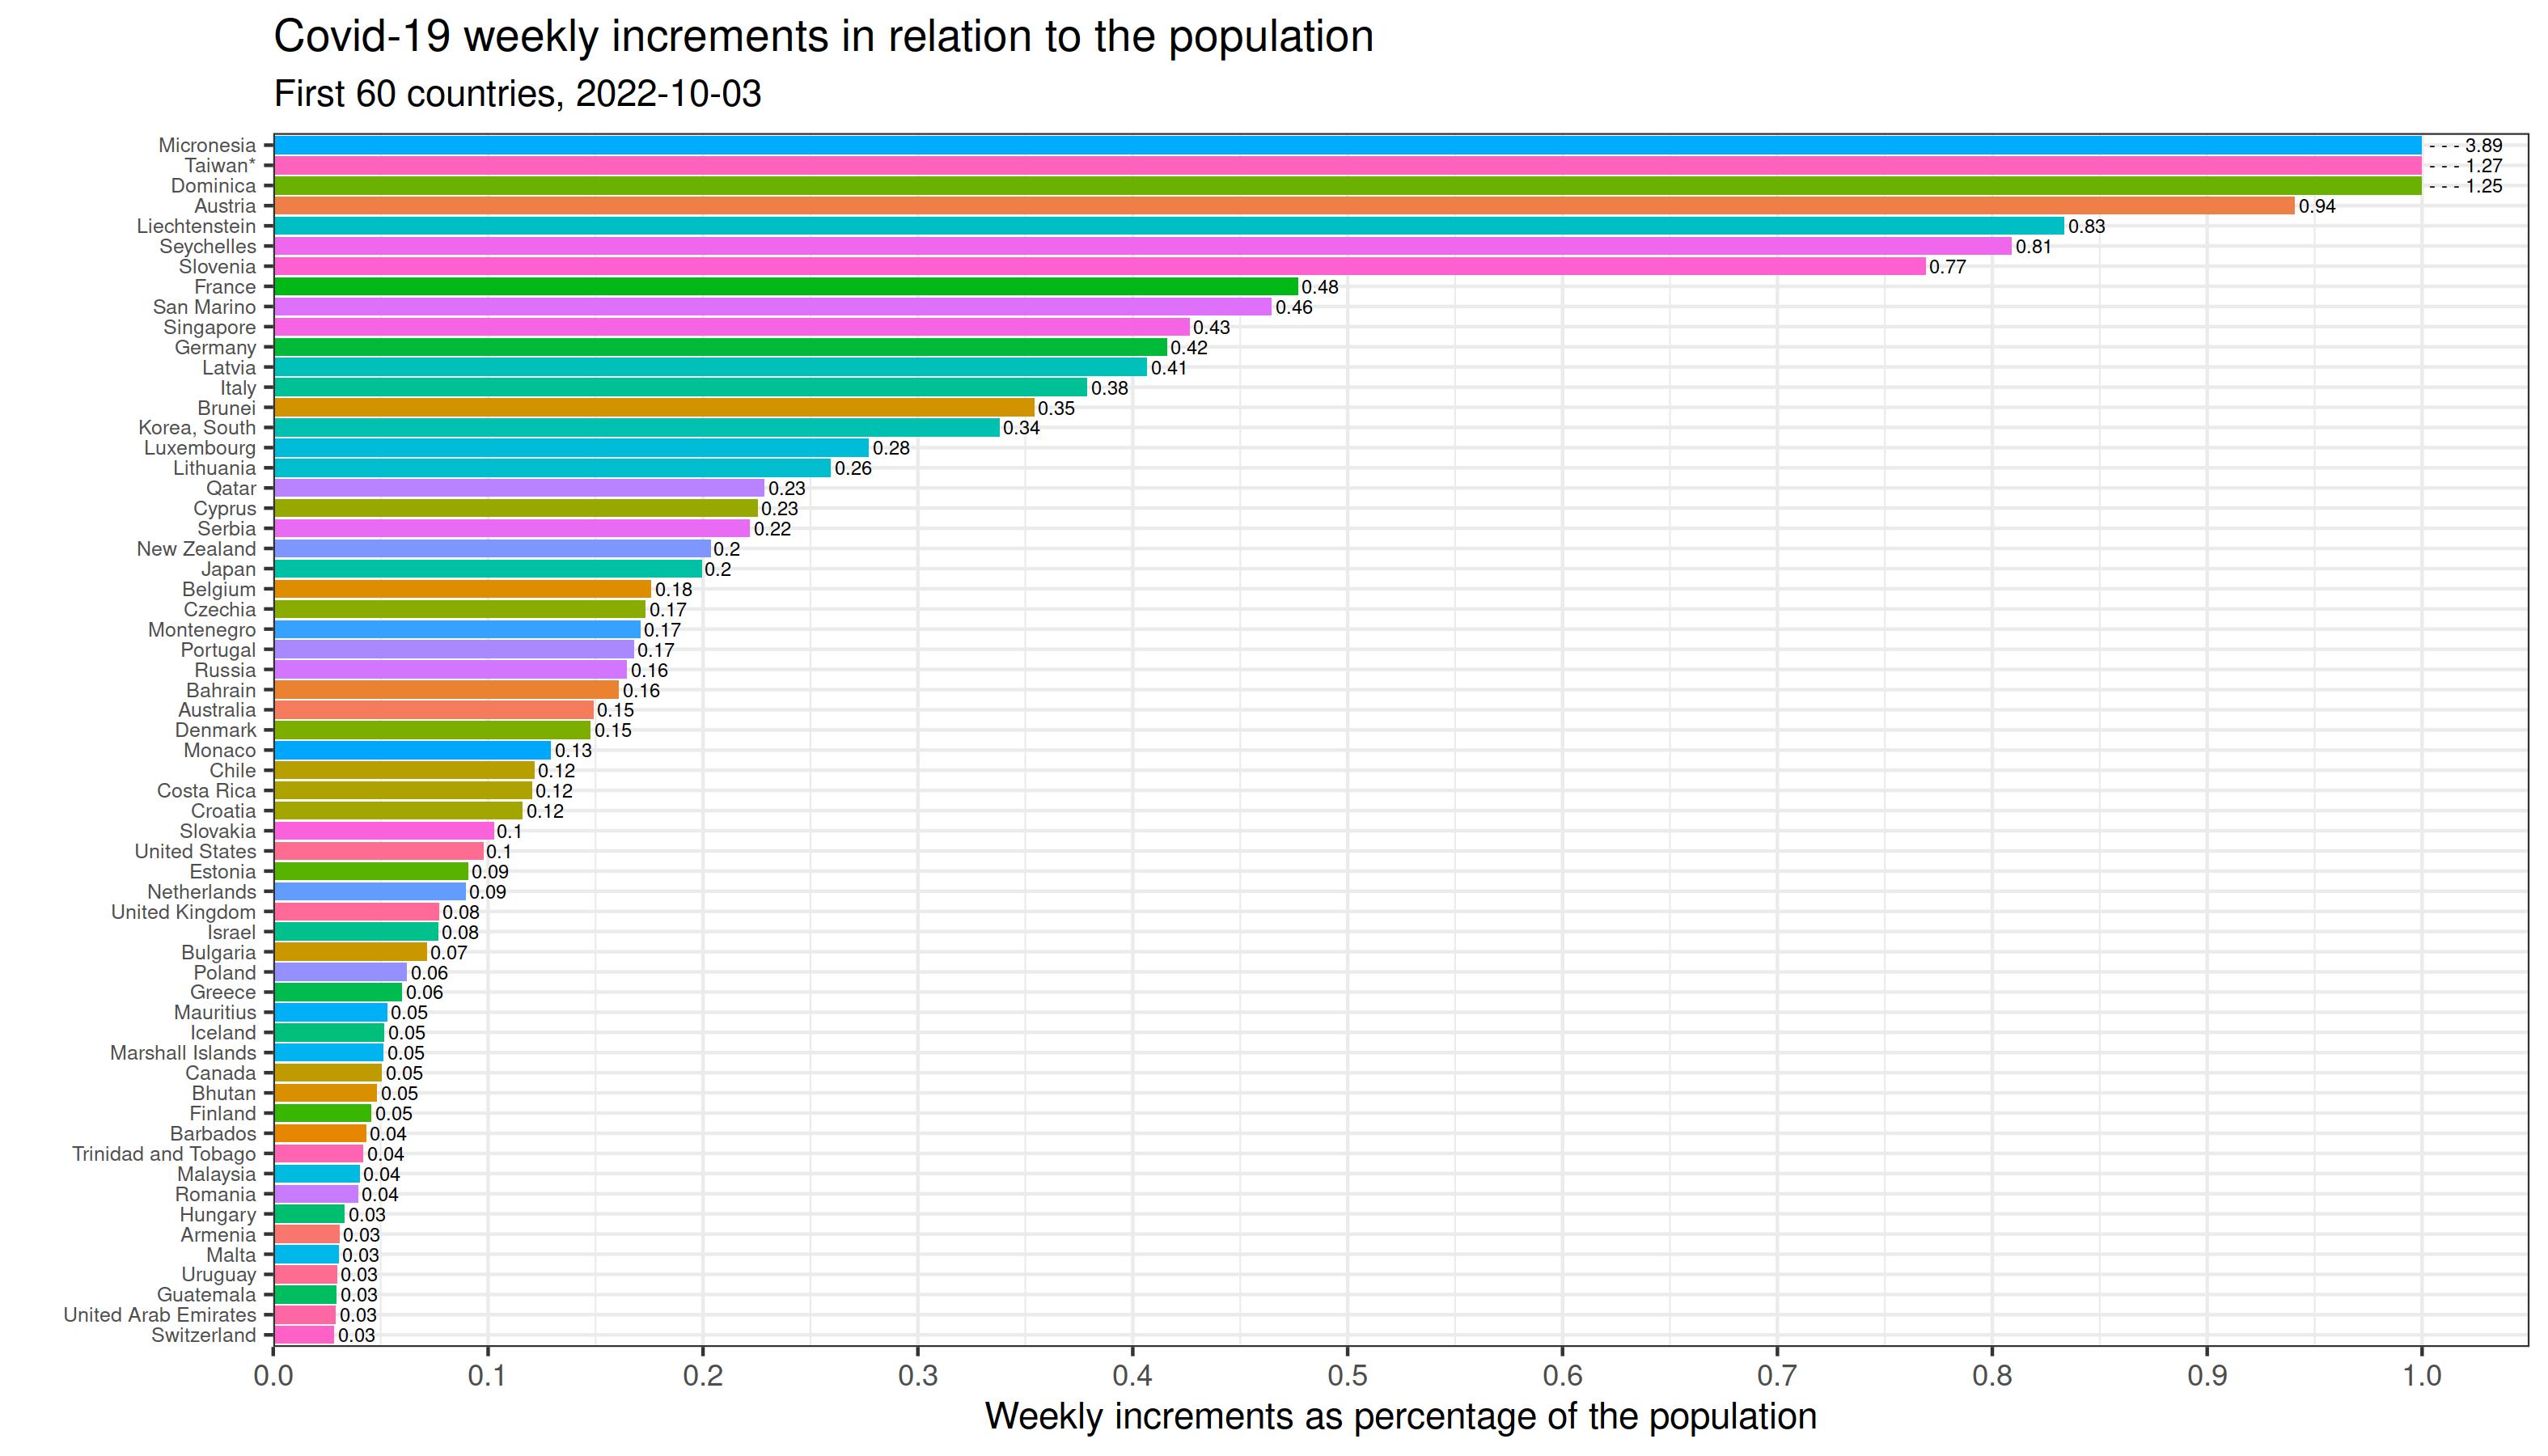 Covid-19 weekly increments in relation to the population
First 60 countries, 2022-10-03
Micronesia - - - 3.89
Taiwan* - - - 1.27
Dominica - - - 1.25
Austria 0.94
Liechtenstein 0.83
Seychelles 0.81
Slovenia 0.77
France 0.48
San Marino 0.46
Singapore 0.43
Germany 0.42
Latvia 0.41
Italy 0.38
Brunei 0.35
Korea, South 0.34
Luxembourg 0.28
Lithuania 0.26
Qatar 0.23
Cyprus 0.23
Serbia 0.22
New Zealand 0.2
Japan 0.2
Belgium 0.18
Czechia 0.17
Montenegro 0.17
Portugal 0.17
Russia 0.16
Bahrain 0.16
Australia 0.15
Denmark 0.15
Monaco 0.13
Chile 0.12
Costa Rica 0.12
Croatia 0.12
Slovakia 0.1
United States 0.1
Estonia 0.09
Netherlands 0.09
United Kingdom 0.08
Israel 0.08
Bulgaria 0.07
Poland 0.06
Greece 0.06
Mauritius 0.05
Iceland 0.05
Marshall Islands 0.05
Canada 0.05
Bhutan 0.05
Finland 0.05
Barbados 0.04
Trinidad and Tobago 0.04
Malaysia 0.04
Romania 0.04
Hungary 0.03
Armenia 0.03
Malta 0.03
Uruguay 0.03
Guatemala 0.03
United Arab Emirates 0.03
Switzerland 0.03
0.0 0.1 0.2 0.3 0.4 0.5 0.6 0.7 0.8 0.9 1.0
Weekly increments as percentage of the population